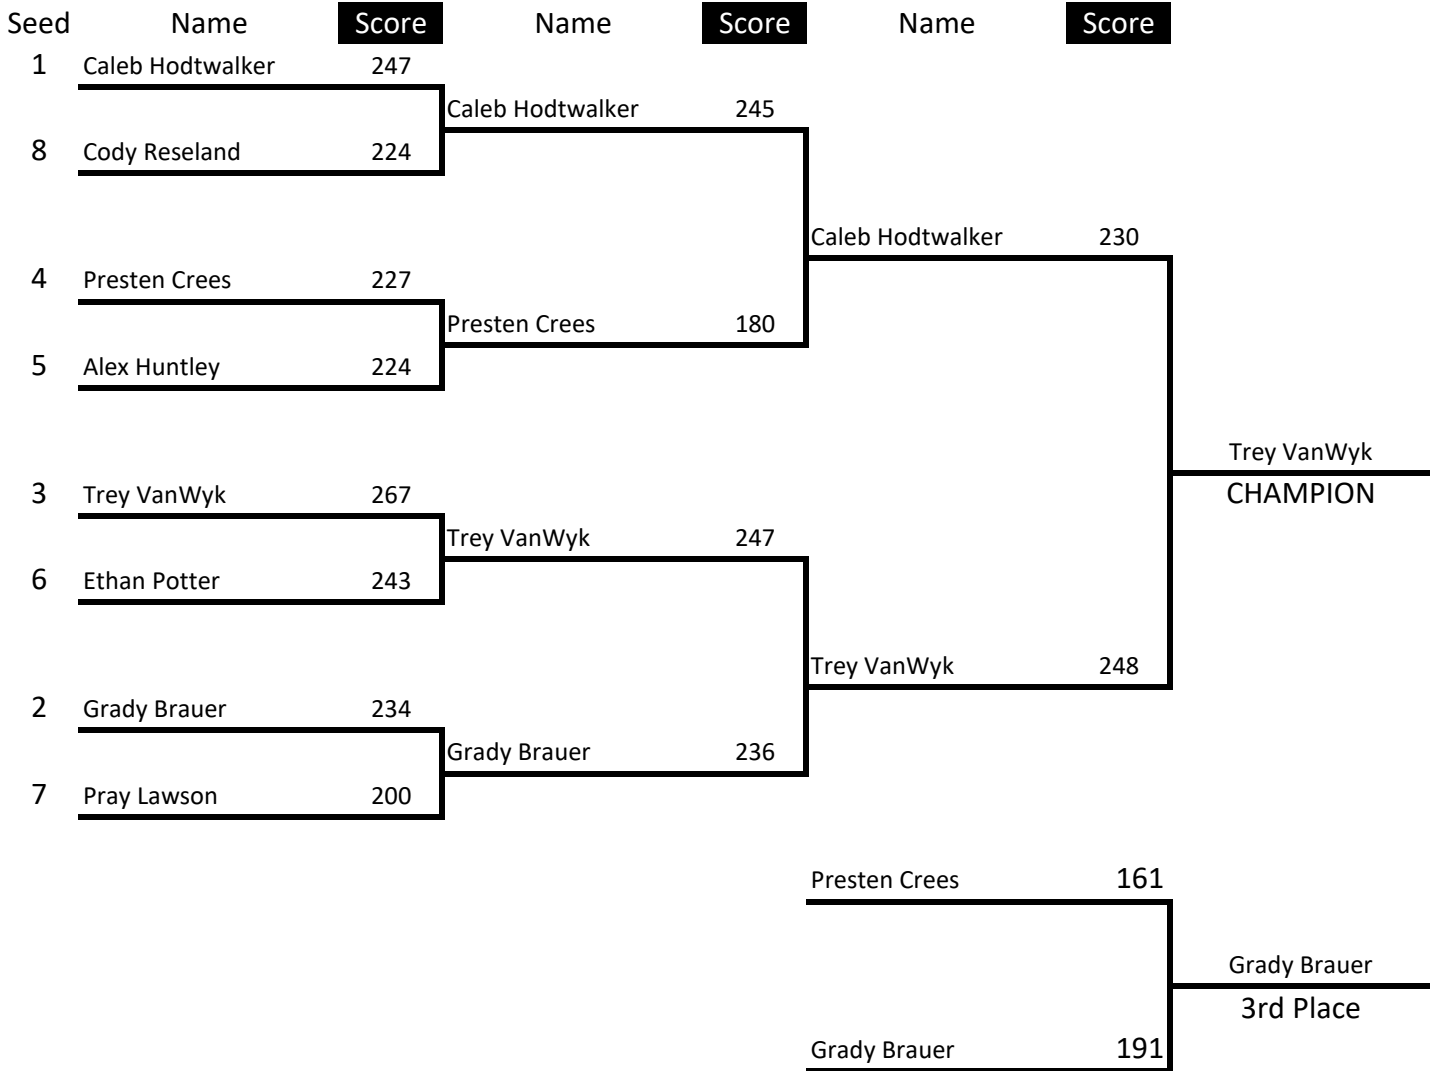 Seed Name Score Name Score Name Score
1 Caleb Hodtwalker 247
Caleb Hodtwalker 245
8 Cody Reseland 224
Caleb Hodtwalker 230
4 Presten Crees 227
Presten Crees 180
5 Alex Huntley 224
Trey VanWyk
CHAMPION
3 Trey VanWyk 267
Trey VanWyk 247
6 Ethan Potter 243
Trey VanWyk 248
2 Grady Brauer 234
Grady Brauer 236
7 Pray Lawson 200
Presten Crees 161
Grady Brauer
3rd Place
Grady Brauer 191